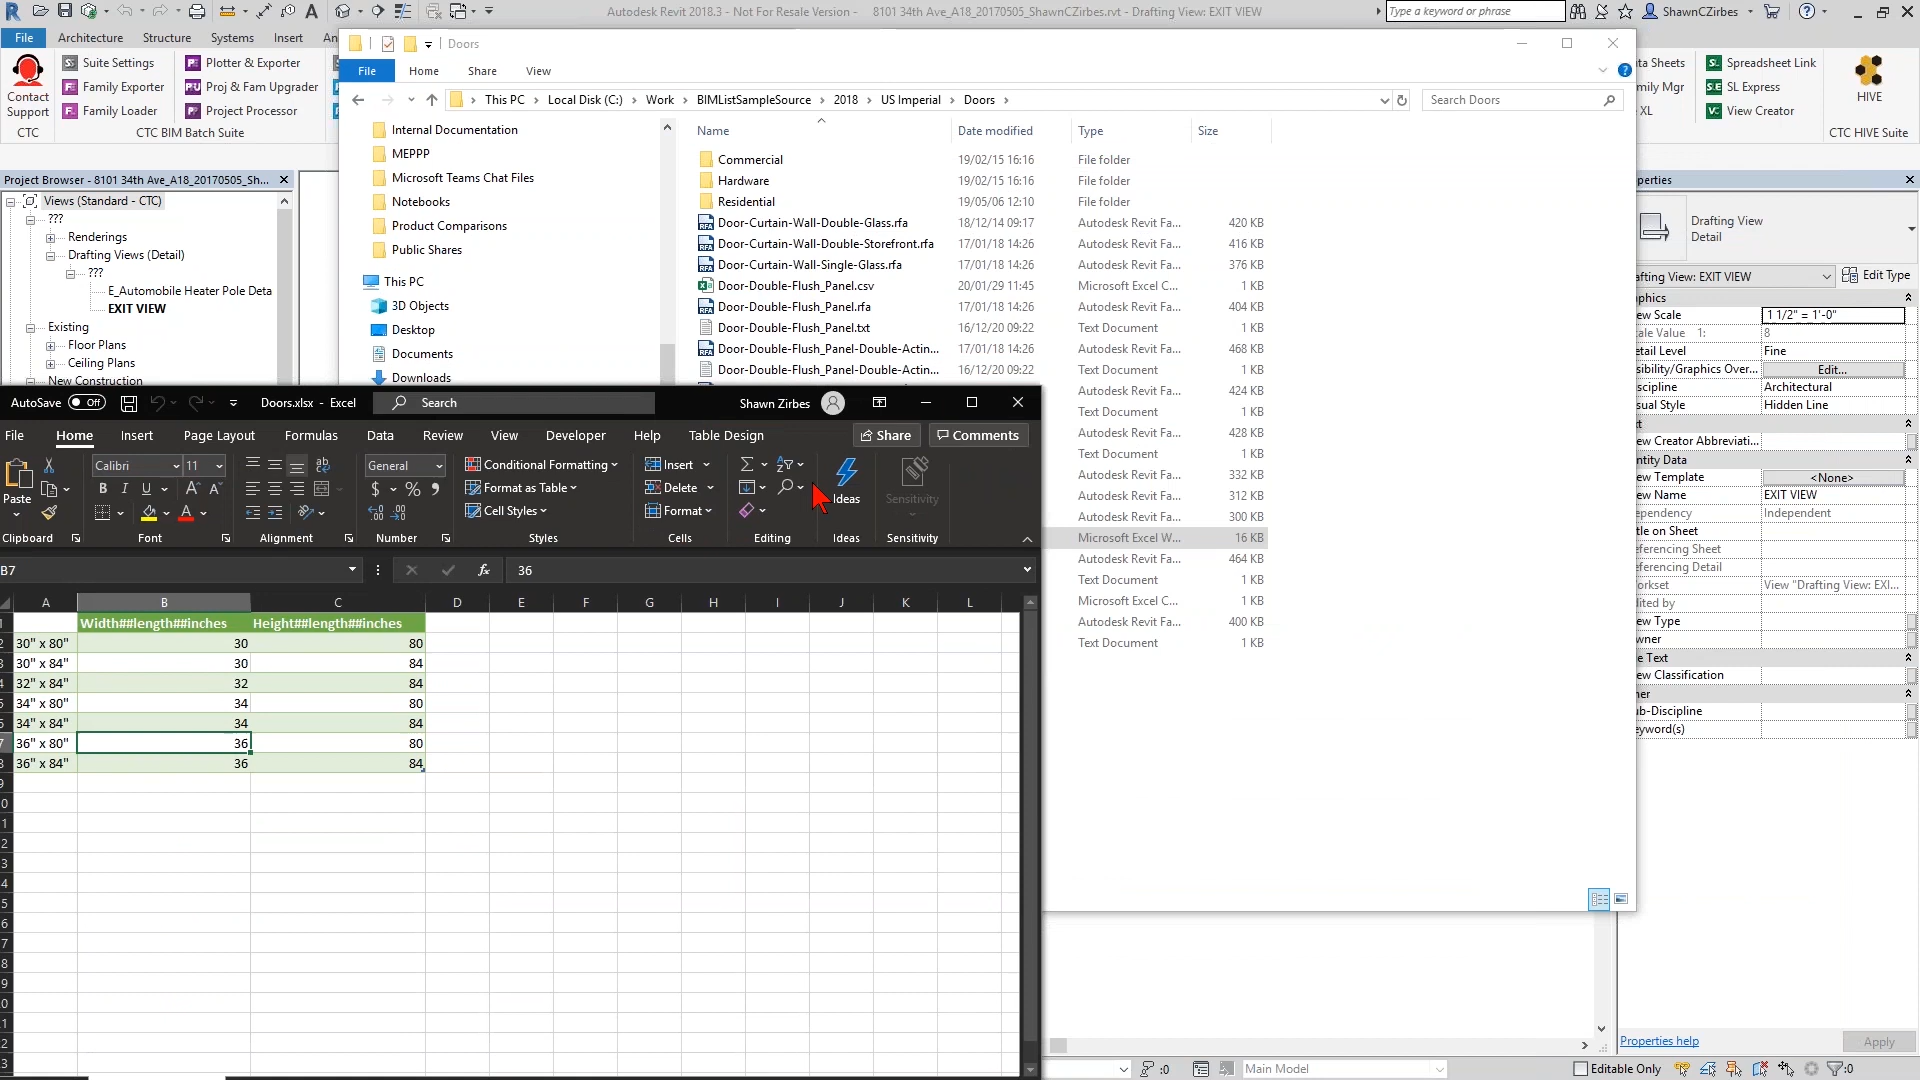 Autodesk Revit 2018.3 - Not For Resale Version -    8101 34th Ave_A18_20170505_ShawnCZirbes.rvt - Drafting View: EXIT VIEW
Type a keyword or phrase
ShawnCZirbes
File Architecture Structure Systems Insert
Contact Support
CTC
Suite Settings
Family Exporter
Family Loader
Plotter & Exporter
Proj & Fam Upgrader
Project Processor
CTC BIM Batch Suite
Spreadsheet Link
SL Express
View Creator
HIVE
CTC HIVE Suite
Project Browser - 8101 34th Ave_A18_20170505_Sh...
Views (Standard - CTC)
???
Renderings
Drafting Views (Detail)
???
E_Automobile Heater Pole Deta
EXIT VIEW
Existing
Floor Plans
Ceiling Plans
New Construction
Doors
File Home Share View
This PC > Local Disk (C:) > Work > BIMListSampleSource > 2018 > US Imperial > Doors >
Search Doors
Internal Documentation
MEPPP
Microsoft Teams Chat Files
Notebooks
Product Comparisons
Public Shares
This PC
3D Objects
Desktop
Documents
Downloads
Name Date modified Type Size
Commercial 19/02/15 16:16 File folder
Hardware 19/02/15 16:16 File folder
Residential 19/05/06 12:10 File folder
Door-Curtain-Wall-Double-Glass.rfa 18/12/14 09:17 Autodesk Revit Fa... 420 KB
Door-Curtain-Wall-Double-Storefront.rfa 17/01/18 14:26 Autodesk Revit Fa... 416 KB
Door-Curtain-Wall-Single-Glass.rfa 17/01/18 14:26 Autodesk Revit Fa... 376 KB
Door-Double-Flush_Panel.csv 20/01/29 11:45 Microsoft Excel C... 1 KB
Door-Double-Flush_Panel.rfa 17/01/18 14:26 Autodesk Revit Fa... 404 KB
Door-Double-Flush_Panel.txt 16/12/20 09:22 Text Document 1 KB
Door-Double-Flush_Panel-Double-Actin... 17/01/18 14:26 Autodesk Revit Fa... 468 KB
Door-Double-Flush_Panel-Double-Actin... 16/12/20 09:22 Text Document 1 KB
Autodesk Revit Fa... 424 KB
Text Document 1 KB
Autodesk Revit Fa... 428 KB
Text Document 1 KB
Autodesk Revit Fa... 332 KB
Autodesk Revit Fa... 312 KB
Autodesk Revit Fa... 300 KB
Microsoft Excel W... 16 KB
Autodesk Revit Fa... 464 KB
Text Document 1 KB
Microsoft Excel C... 1 KB
Autodesk Revit Fa... 400 KB
Text Document 1 KB
AutoSave Off Doors.xlsx - Excel Search Shawn Zirbes
File Home Insert Page Layout Formulas Data Review View Developer Help Table Design Share Comments
Paste
Calibri 11
B I U
General
$ % ,
Conditional Formatting
Format as Table
Cell Styles
Insert
Delete
Format
Ideas
Sensitivity
Clipboard Font Alignment Number Styles Cells Editing Ideas Sensitivity
B7 fx 36
A B C D E F G H I J K L
Width##length##inches Height##length##inches
30" x 80" 30 80
30" x 84" 30 84
32" x 84" 32 84
34" x 80" 34 80
34" x 84" 34 84
36" x 80" 36 80
36" x 84" 36 84
Drafting View
Detail
Edit Type
1 1/2" = 1'-0"
8
Fine
Edit...
Architectural
Hidden Line
<None>
EXIT VIEW
Independent
View "Drafting View: EXI...
Properties help
Apply
:0
Main Model
Editable Only
:0